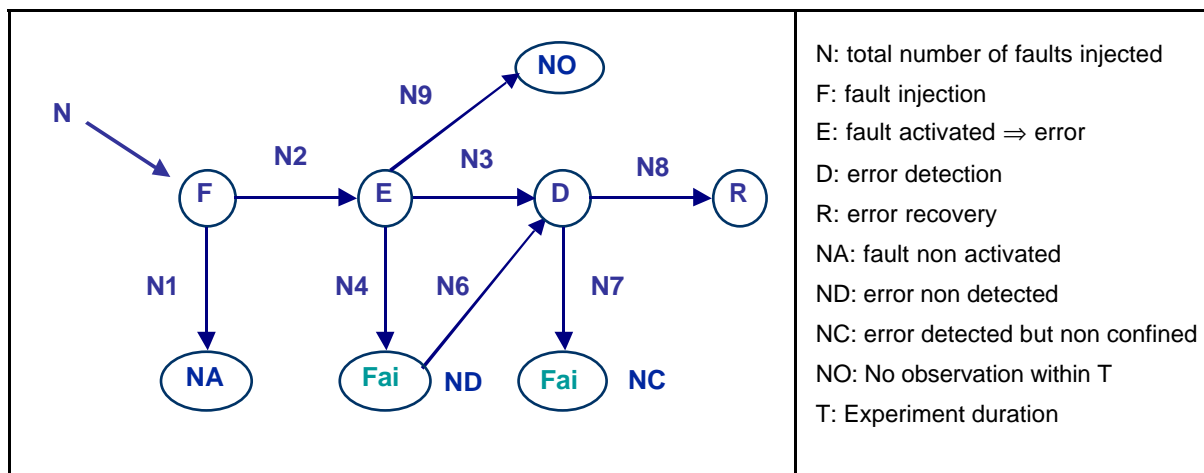 NO
N9
N
N2
N3
N8
F
E
D
R
N1
N4
N6
N7
NA
Fai
ND
Fai
NC
N: total number of faults injected
F: fault injection
E: fault activated ⇒ error
D: error detection
R: error recovery
NA: fault non activated
ND: error non detected
NC: error detected but non confined
NO: No observation within T
T: Experiment duration